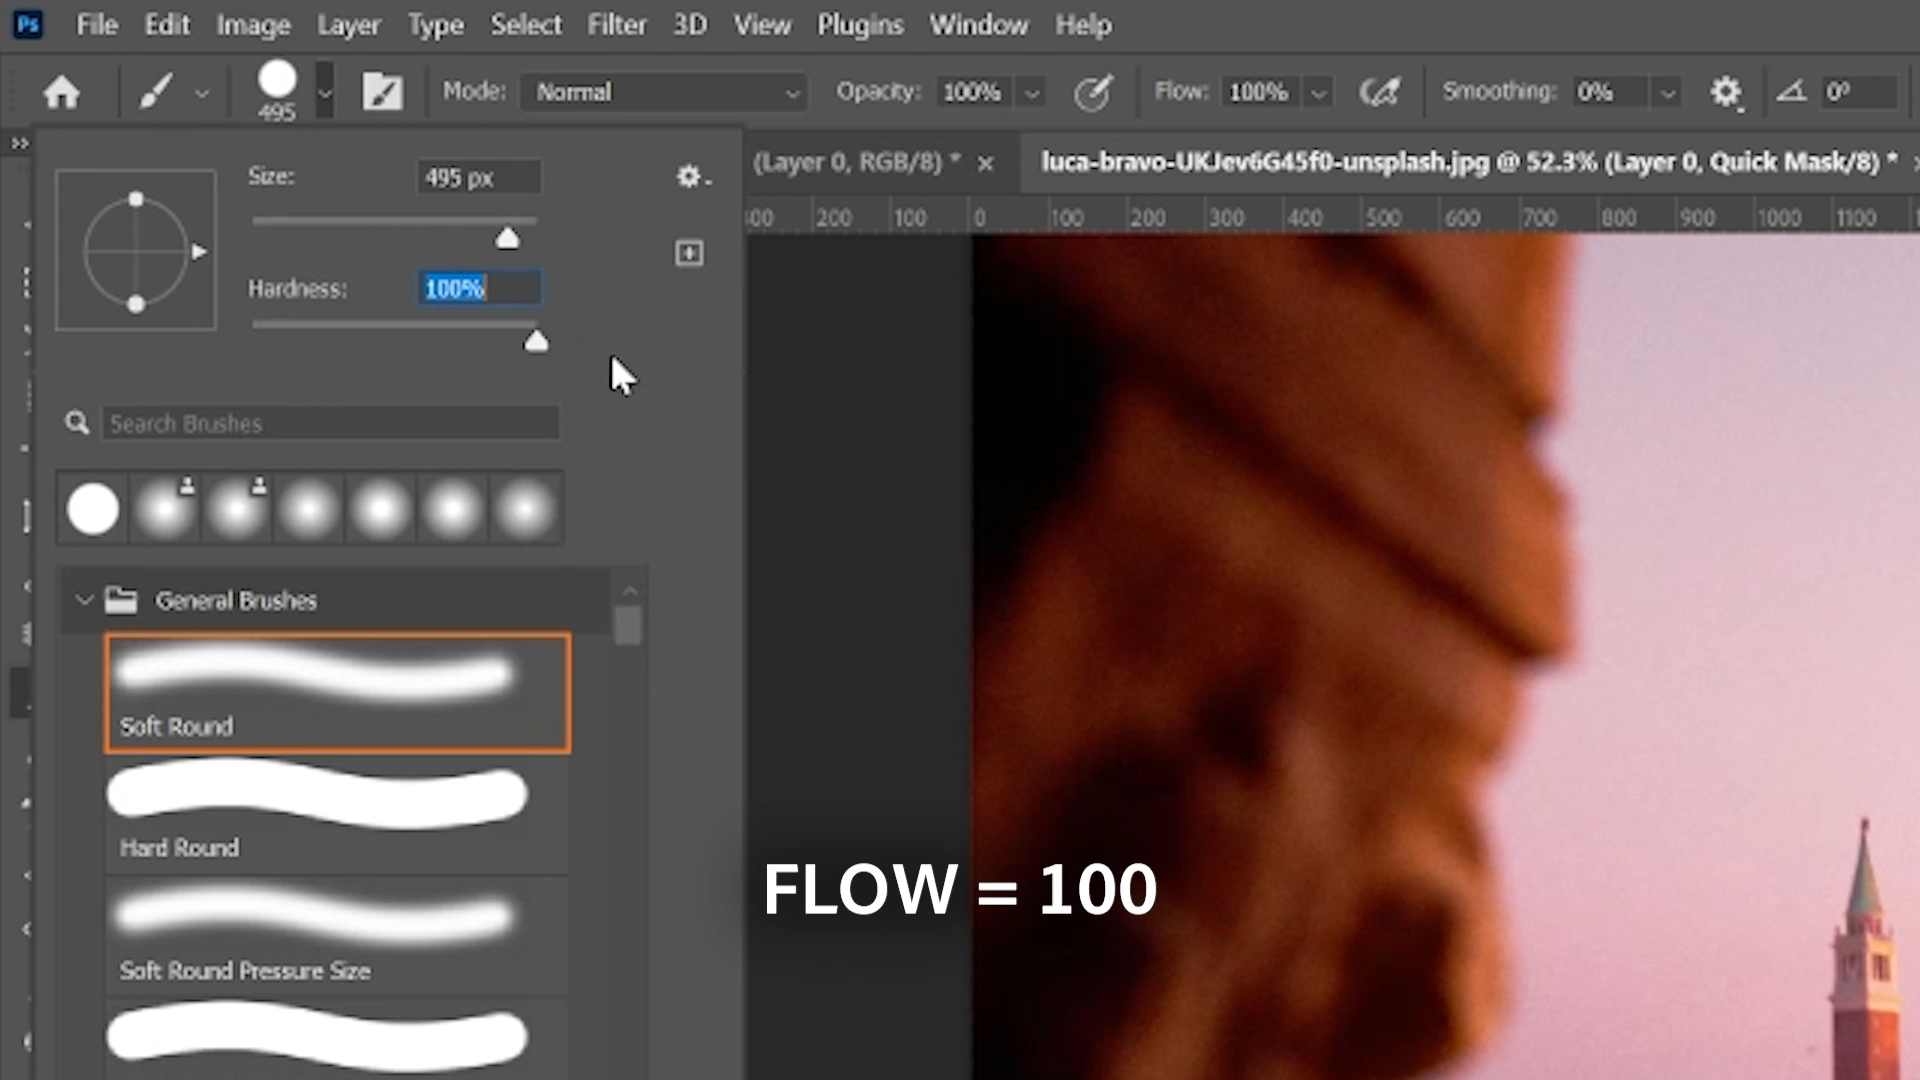 Ps File Edit Image Layer Type Select Filter 3D View Plugins Window Help
495 Mode: Normal Opacity: 100% Flow: 100% Smoothing: 0% 0°
(Layer 0, RGB/8) * × luca-bravo-UKJev6G45f0-unsplash.jpg @ 52.3% (Layer 0, Quick Mask/8) *
Size: 495 px
200 100 0 100 200 300 400 500 600 700 800 900 1000 1100
Hardness: 100%
Search Brushes
General Brushes
Soft Round
Hard Round
FLOW = 100
Soft Round Pressure Size